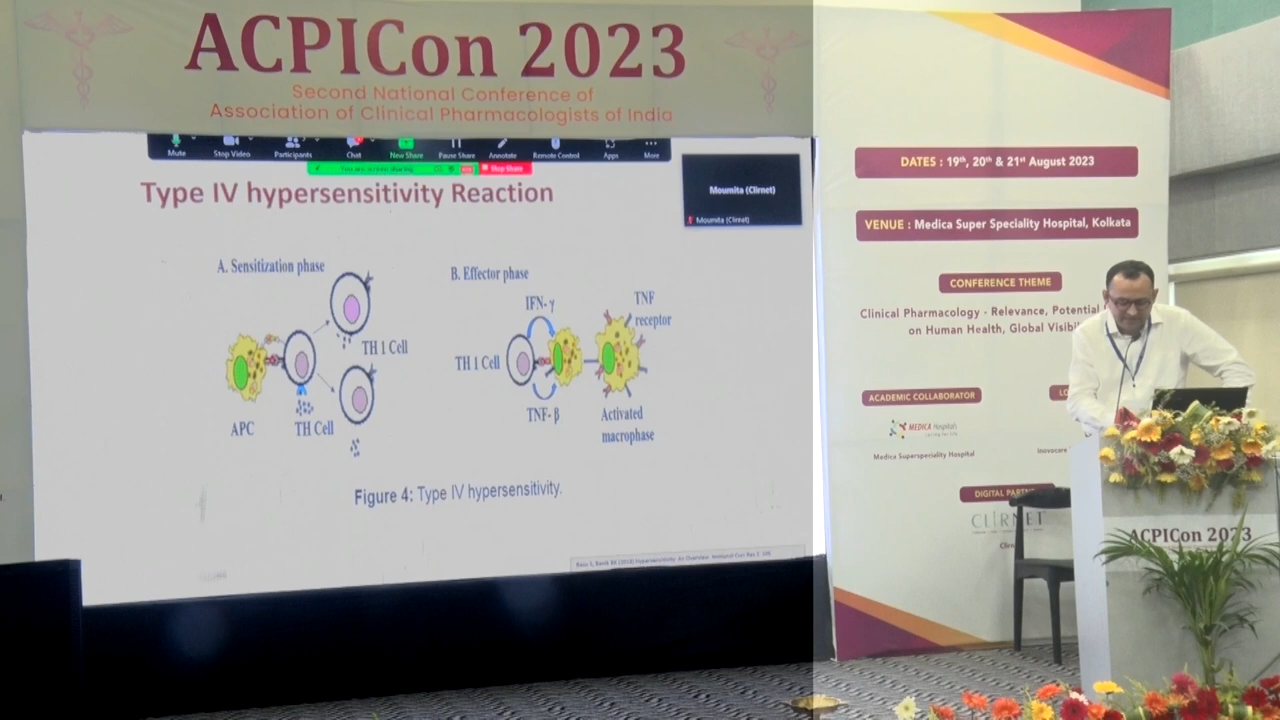 ACPICon 2023
Second National Conference of
Association of Clinical Pharmacologists of India
Mute
Stop Video
Participants
Chat
New Share
Pause Share
Annotate
Remote Control
Apps
More
You are screen sharing
Stop Share
Moumita (Clirnet)
Moumita (Clirnet)
Type IV hypersensitivity Reaction
A. Sensitization phase
TH 1 Cell
APC
TH Cell
B. Effector phase
IFN- γ
TNF
receptor
TH 1 Cell
TNF- β
Activated
macrophase
Figure 4: Type IV hypersensitivity.
DATES : 19th, 20th & 21st August 2023
VENUE : Medica Super Speciality Hospital, Kolkata
CONFERENCE THEME
Clinical Pharmacology - Relevance, Potential
on Human Health, Global
ACADEMIC COLLABORATOR
MEDICA Hospitals
Medica Superspeciality Hospital
DIGITAL
CLIRNET
ACPICon 2023